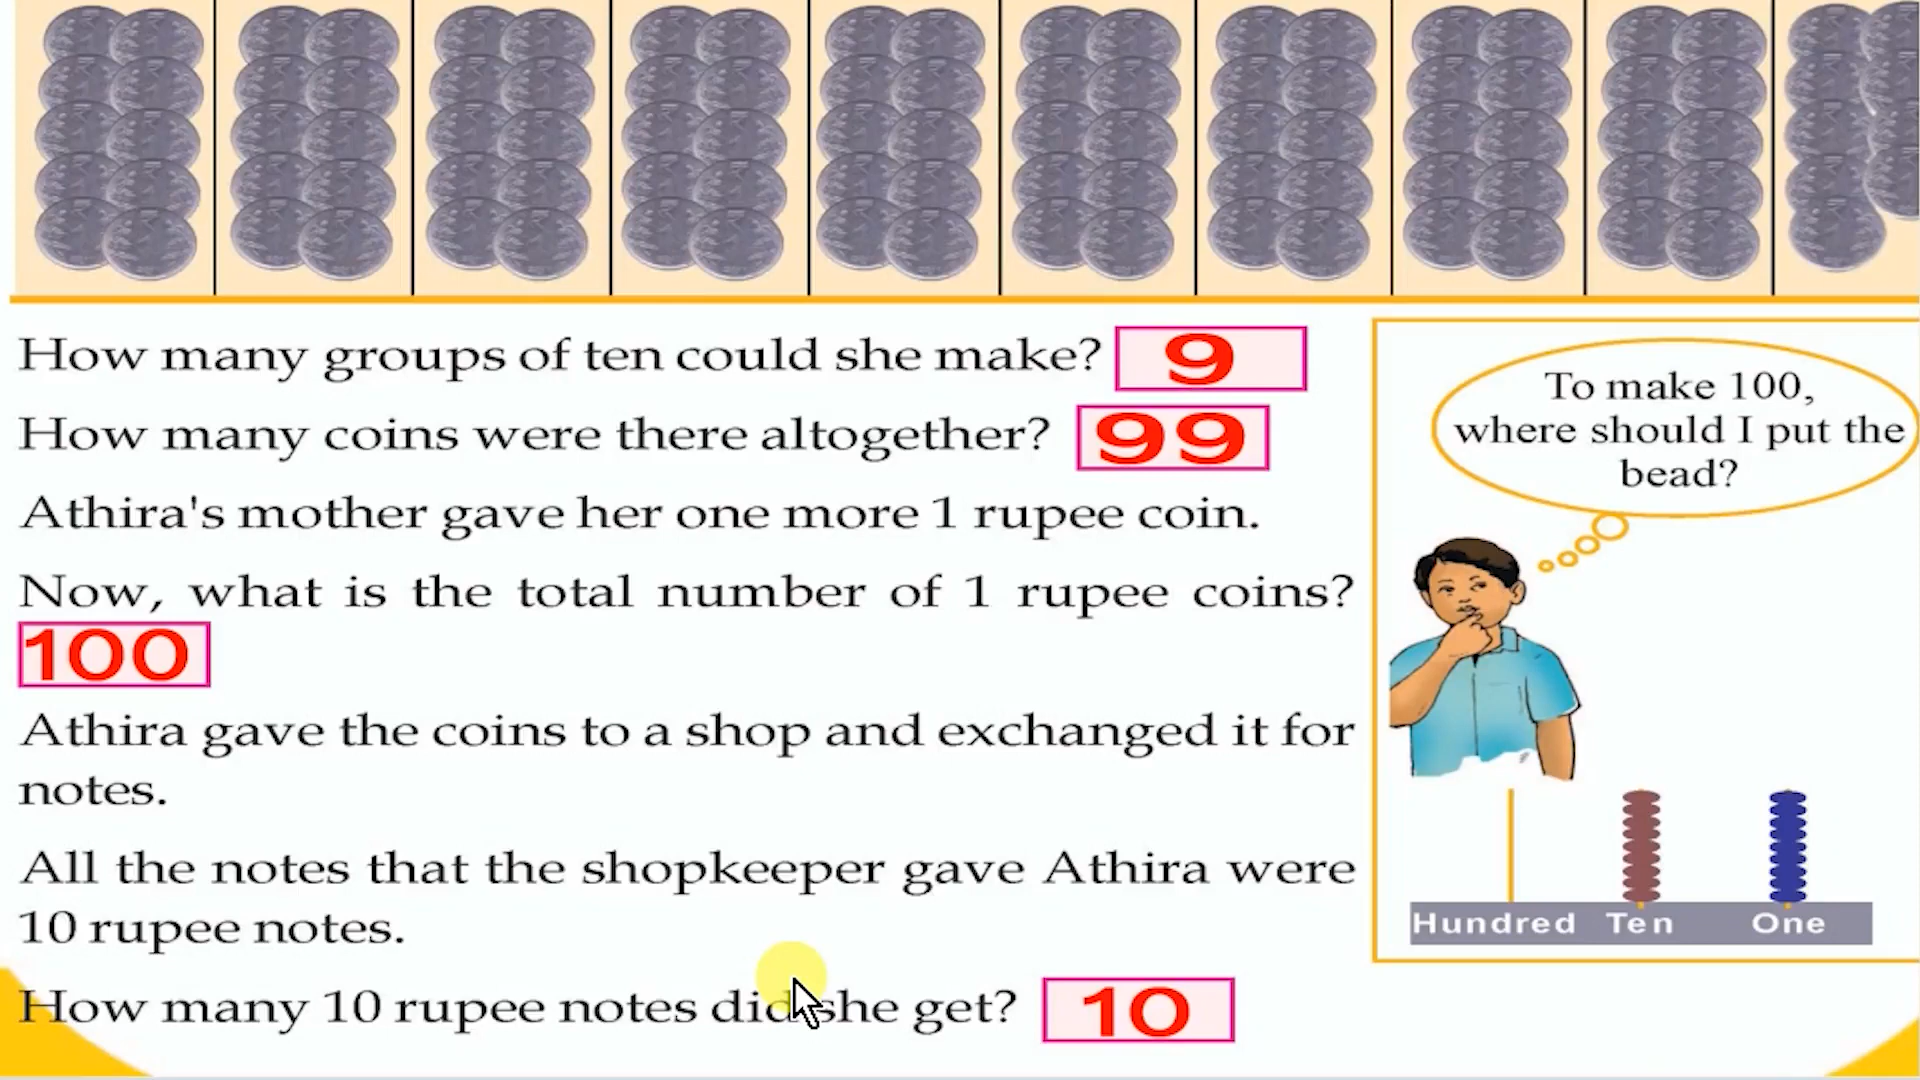 How many groups of ten could she make? 9
How many coins were there altogether? 99
Athira's mother gave her one more 1 rupee coin.
Now, what is the total number of 1 rupee coins?
100
Athira gave the coins to a shop and exchanged it for
notes.
All the notes that the shopkeeper gave Athira were
10 rupee notes.
How many 10 rupee notes did she get? 10
To make 100,
where should I put the
bead?
Hundred Ten One